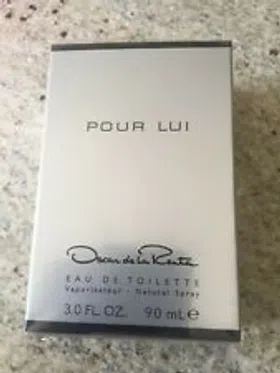 POUR LUI
Oscar de la Renta
EAU DE TOILETTE
Vaporisateur - Natural Spray
3.0 FL.OZ. 90 mL℮